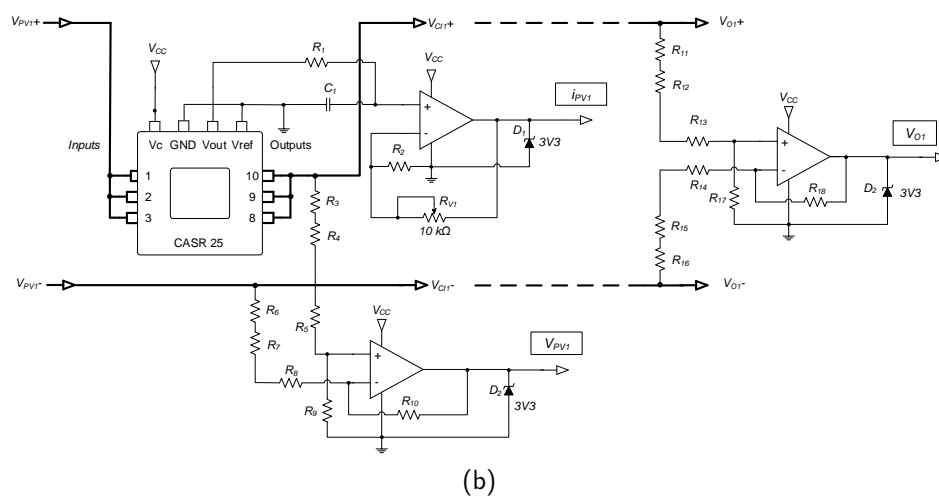 VPV1+
VCI1+
VO1+
R1
R11
VCC
VCC
iPV1
R12
C1
+
-
D1
3V3
R13
VCC
VO1
Inputs
Vc GND Vout Vref
Outputs
R2
R14
+
-
D2
3V3
1
2
3
10
9
8
RV1
10 kΩ
R3
R17
R18
R4
R15
CASR 25
R16
VPV1-
VCI1-
VO1-
R6
R5
VCC
VPV1
R7
+
-
R8
D2
3V3
R9
R10
(b)